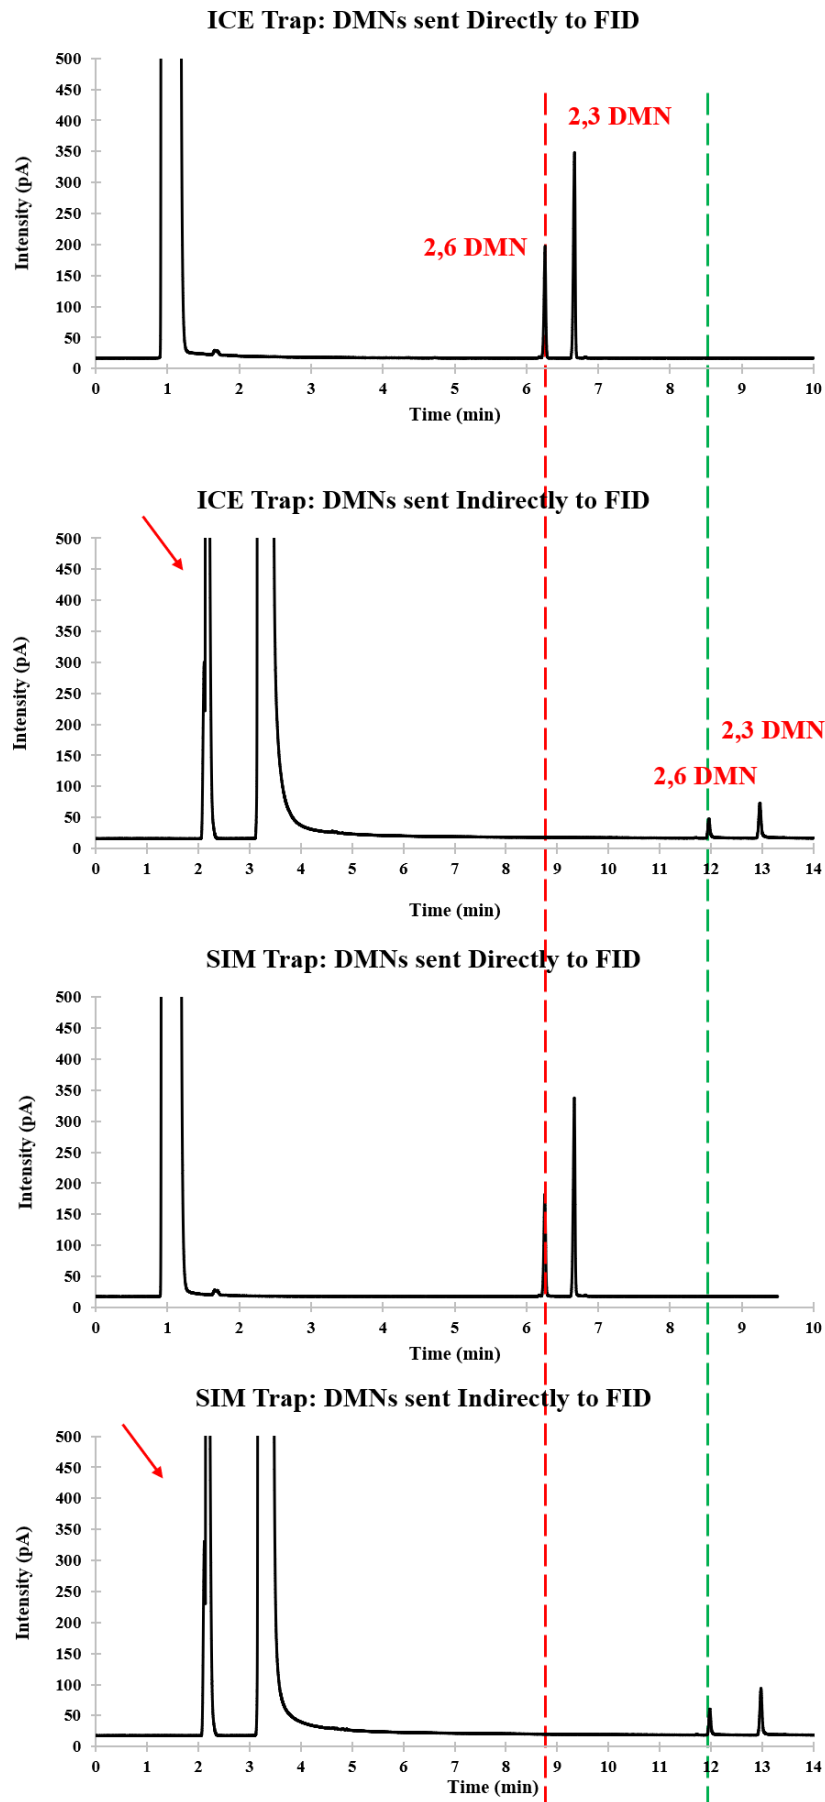 ICE Trap: DMNs sent Directly to FID
500
450
400
350
300
250
200
150
100
50
0
Intensity (pA)
2,3 DMN
2,6 DMN
0 1 2 3 4 5 6 7 8 9 10
Time (min)
ICE Trap: DMNs sent Indirectly to FID
500
450
400
350
300
250
200
150
100
50
0
Intensity (pA)
2,3 DMN
2,6 DMN
0 1 2 3 4 5 6 7 8 9 10 11 12 13 14
Time (min)
SIM Trap: DMNs sent Directly to FID
500
450
400
350
300
250
200
150
100
50
0
Intensity (pA)
0 1 2 3 4 5 6 7 8 9 10
Time (min)
SIM Trap: DMNs sent Indirectly to FID
500
450
400
350
300
250
200
150
100
50
0
Intensity (pA)
0 1 2 3 4 5 6 7 8 9 10 11 12 13 14
Time (min)